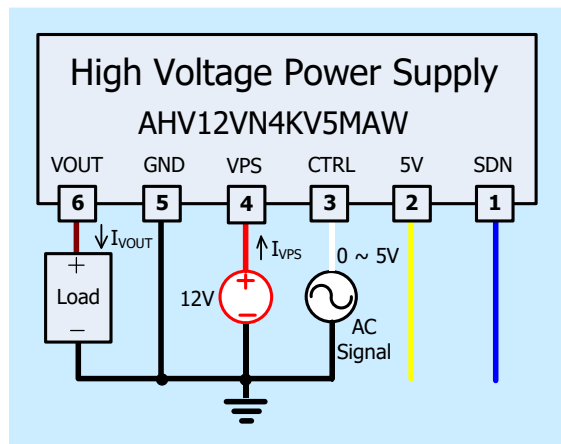 High Voltage Power Supply
AHV12VN4KV5MAW
VOUT GND VPS CTRL 5V SDN
6 5 4 3 2 1
↓IVOUT ↑IVPS 0 ~ 5V
+ +
Load 12V
− −
AC
Signal